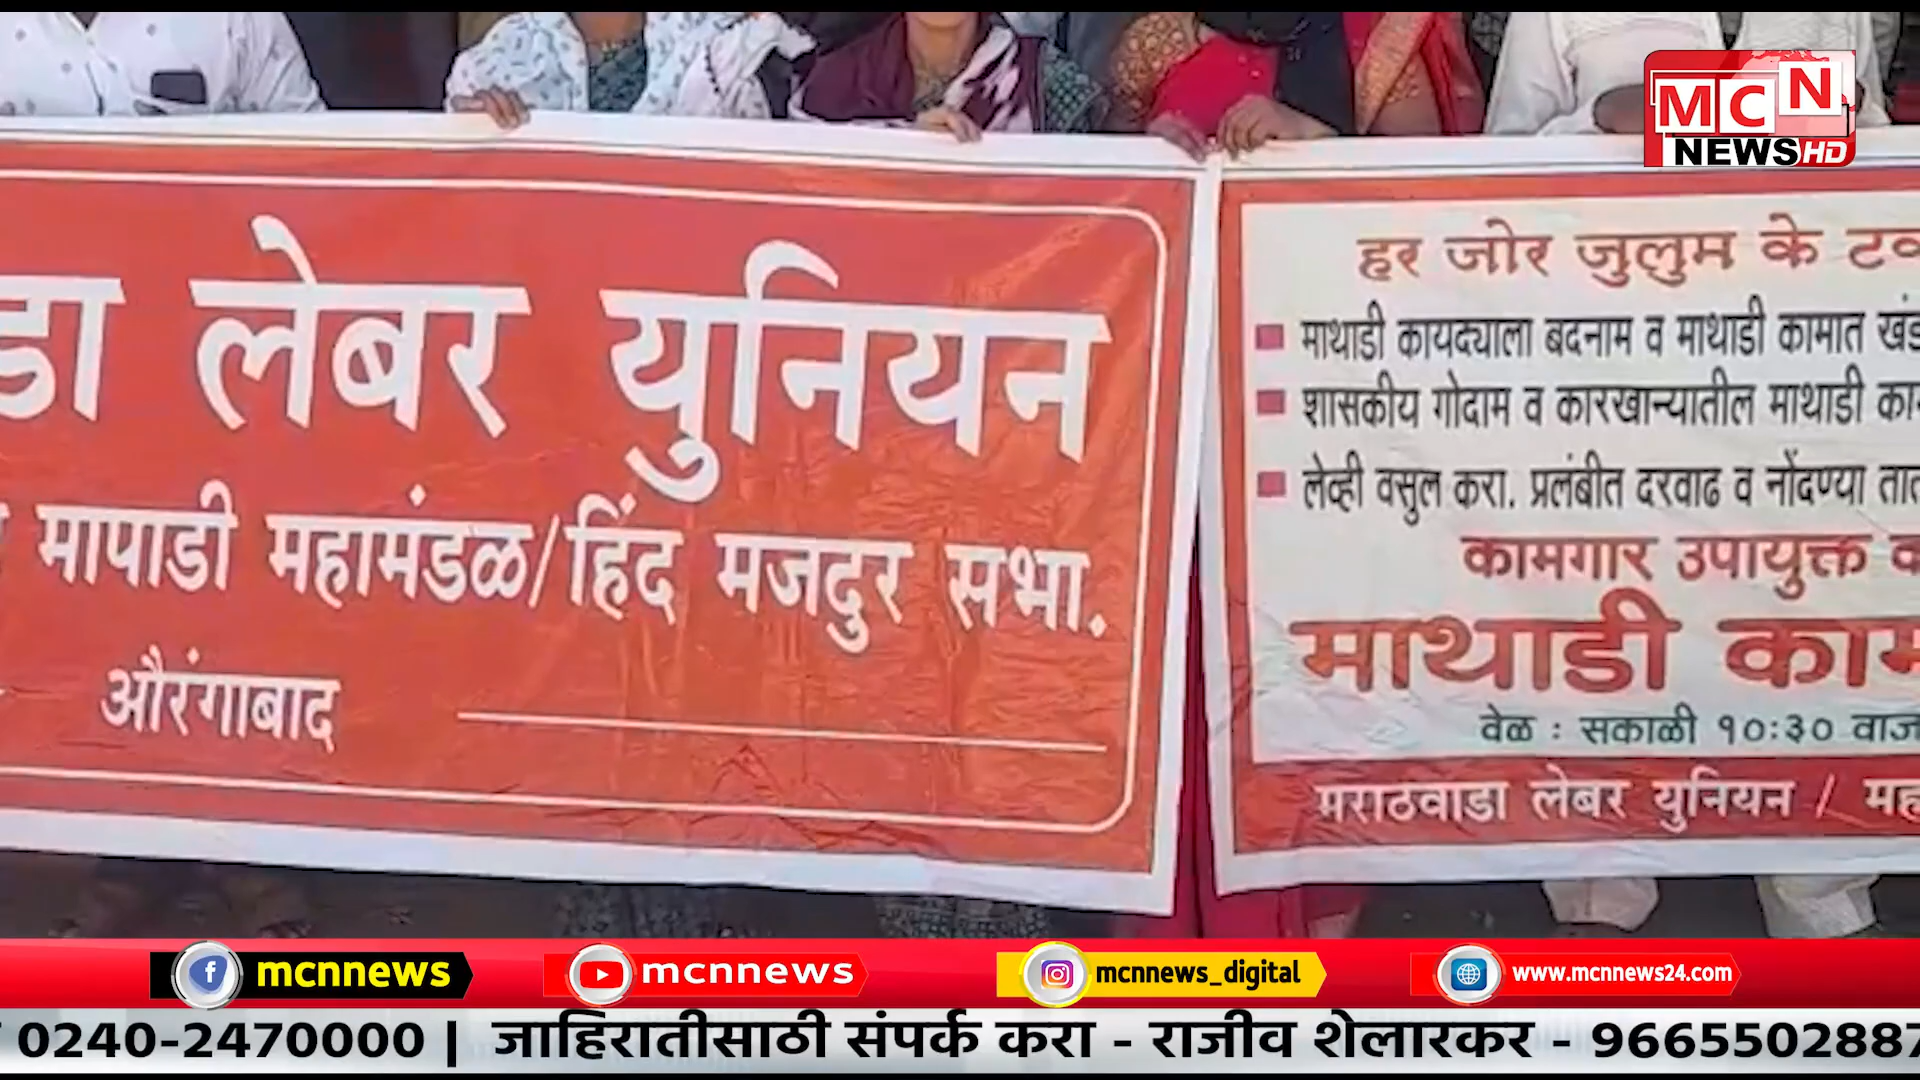 MCN
NEWS HD
लेबर युनियन
मापाडी महामंडळ/हिंद मजदुर सभा.
औरंगाबाद
हर जोर जुलुम के
माथाडी कायद्याला बदनाम व माथाडी कामात
शासकीय गोदाम व कारखान्यातील माथाडी
लेव्ही वसुल करा. प्रलंबीत दरवाढ व नोंदण्या
कामगार उपायुक्त
माथाडी
वेळ : सकाळी १०:३०
मराठवाडा लेबर युनियन /
mcnnews
mcnnews
mcnnews_digital
www.mcnnews24.com
0240-2470000 | जाहिरातीसाठी संपर्क करा - राजीव शेलारकर - 9665502887